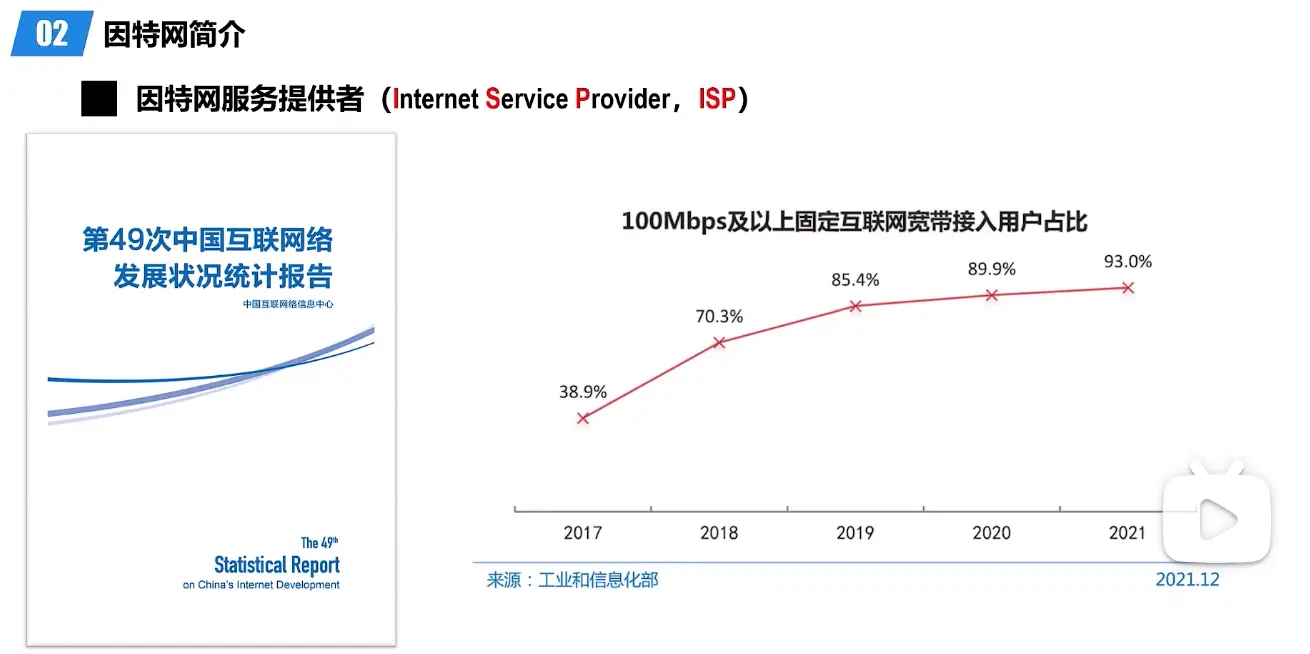 02 因特网简介
因特网服务提供者（Internet Service Provider，ISP）
第49次中国互联网络
发展状况统计报告
中国互联网络信息中心
The 49th
Statistical Report
on China's Internet Development
100Mbps及以上固定互联网宽带接入用户占比
38.9%
70.3%
85.4%
89.9%
93.0%
2017 2018 2019 2020 2021
来源：工业和信息化部 2021.12